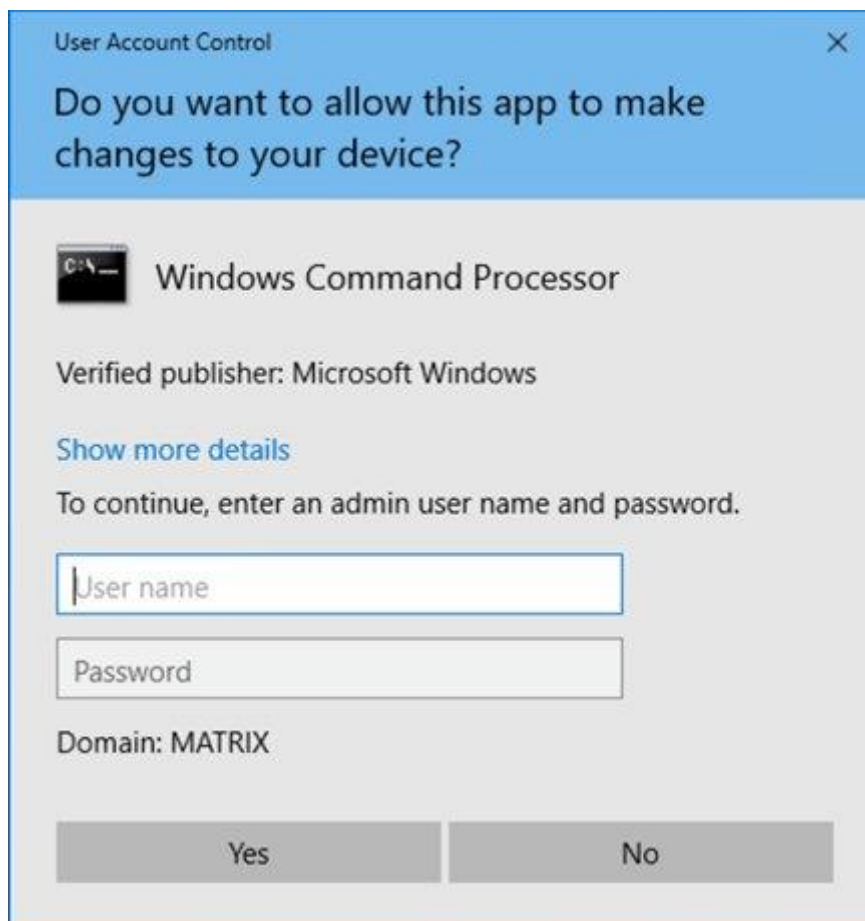 User Account Control
Do you want to allow this app to make
changes to your device?
C:\_
Windows Command Processor
Verified publisher: Microsoft Windows
Show more details
To continue, enter an admin user name and password.
User name
Password
Domain: MATRIX
Yes
No